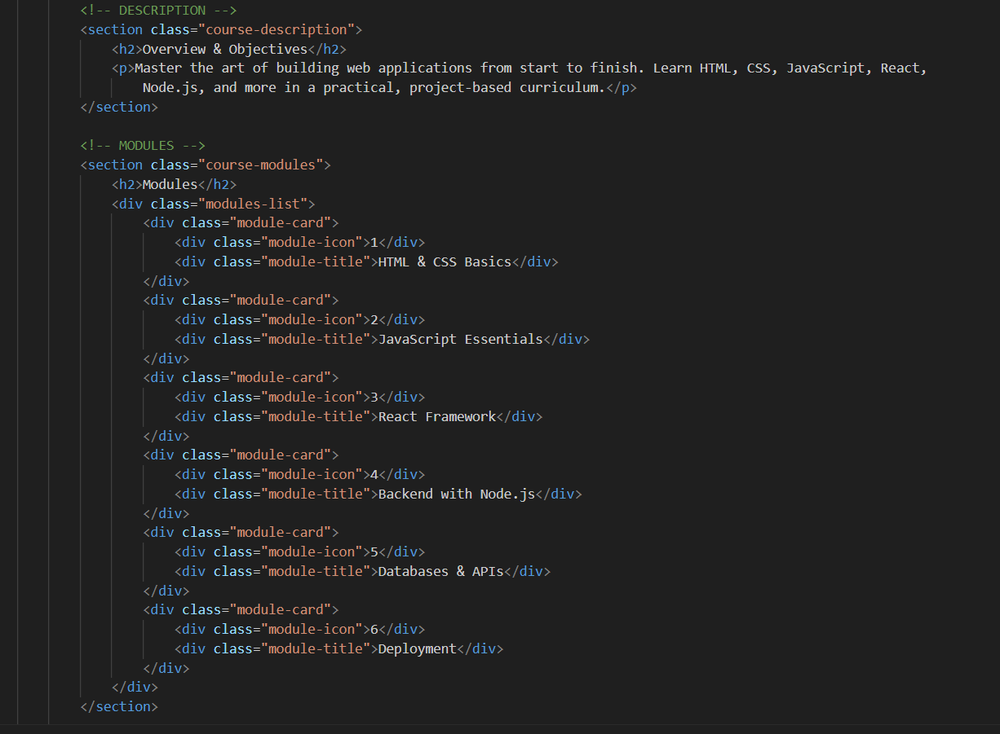 <!-- DESCRIPTION -->
<section class="course-description">
    <h2>Overview & Objectives</h2>
    <p>Master the art of building web applications from start to finish. Learn HTML, CSS, JavaScript, React,
        Node.js, and more in a practical, project-based curriculum.</p>
</section>

<!-- MODULES -->
<section class="course-modules">
    <h2>Modules</h2>
    <div class="modules-list">
        <div class="module-card">
            <div class="module-icon">1</div>
            <div class="module-title">HTML & CSS Basics</div>
        </div>
        <div class="module-card">
            <div class="module-icon">2</div>
            <div class="module-title">JavaScript Essentials</div>
        </div>
        <div class="module-card">
            <div class="module-icon">3</div>
            <div class="module-title">React Framework</div>
        </div>
        <div class="module-card">
            <div class="module-icon">4</div>
            <div class="module-title">Backend with Node.js</div>
        </div>
        <div class="module-card">
            <div class="module-icon">5</div>
            <div class="module-title">Databases & APIs</div>
        </div>
        <div class="module-card">
            <div class="module-icon">6</div>
            <div class="module-title">Deployment</div>
        </div>
    </div>
</section>